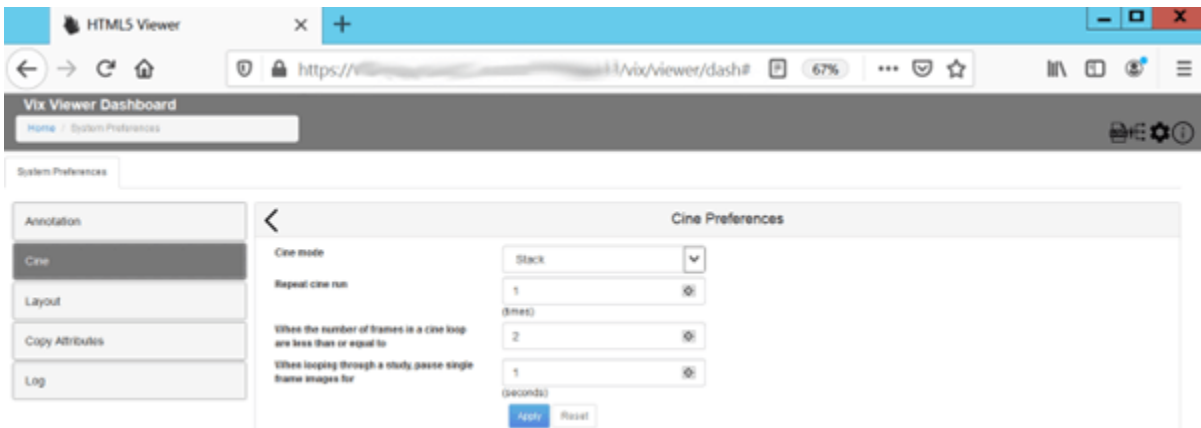 HTML5 Viewer
https://v /vix/viewer/dash# 67%
Vix Viewer Dashboard
Home / System Preferences
System Preferences
Annotation
Cine
Layout
Copy Attributes
Log
Cine Preferences
Cine mode
Stack
Repeat cine run
1
(times)
When the number of frames in a cine loop
are less than or equal to
2
When looping through a study, pause single
frame images for
1
(seconds)
Apply Reset